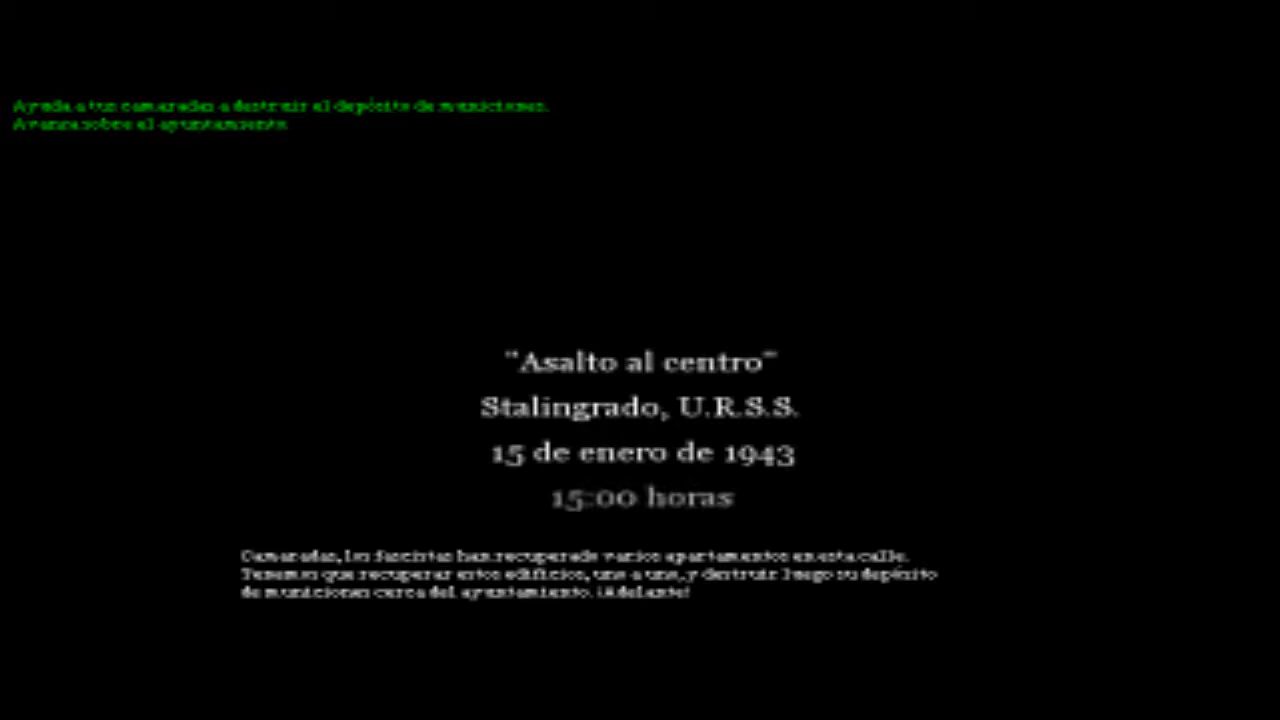 Ayuda a tus camaradas a destruir el depósito de municiones.
Avanza sobre el ayuntamiento
"Asalto al centro"
Stalingrado, U.R.S.S.
15 de enero de 1943
15:00 horas
Camaradas, los fascistas han recuperado varios apartamentos en esta calle.
Tenemos que recuperar estos edificios, uno a uno, y destruir luego su depósito
de municiones cerca del ayuntamiento. ¡Adelante!